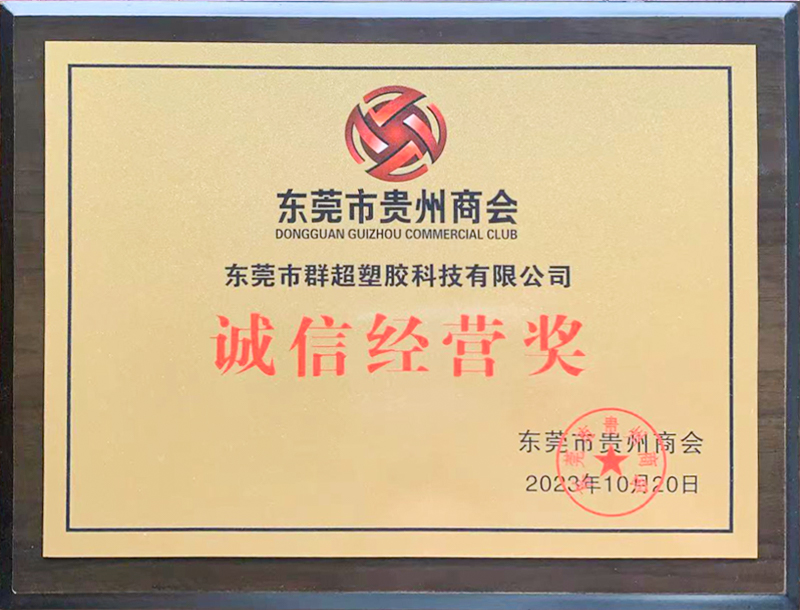 东莞市贵州商会
DONGGUAN GUIZHOU COMMERCIAL CLUB
东莞市群超塑胶科技有限公司
诚信经营奖
东莞市贵州商会
2023年10月20日